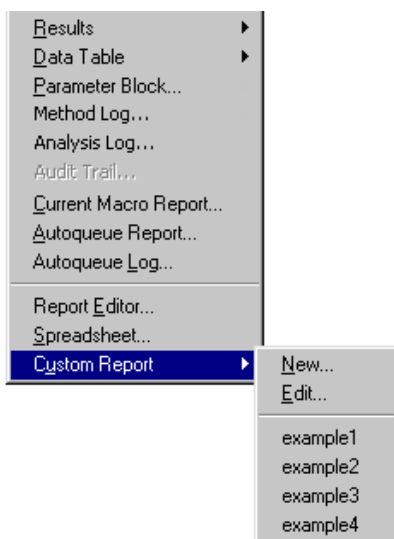 Results
Data Table
Parameter Block...
Method Log...
Analysis Log...
Audit Trail...
Current Macro Report...
Autoqueue Report...
Autoqueue Log...
Report Editor...
Spreadsheet...
Custom Report
New...
Edit...
example1
example2
example3
example4